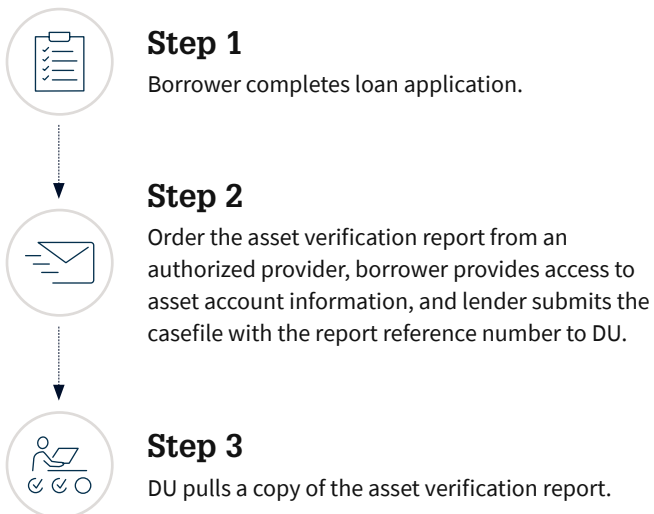 Step 1
Borrower completes loan application.
Step 2
Order the asset verification report from an
authorized provider, borrower provides access to
asset account information, and lender submits the
casefile with the report reference number to DU.
Step 3
DU pulls a copy of the asset verification report.